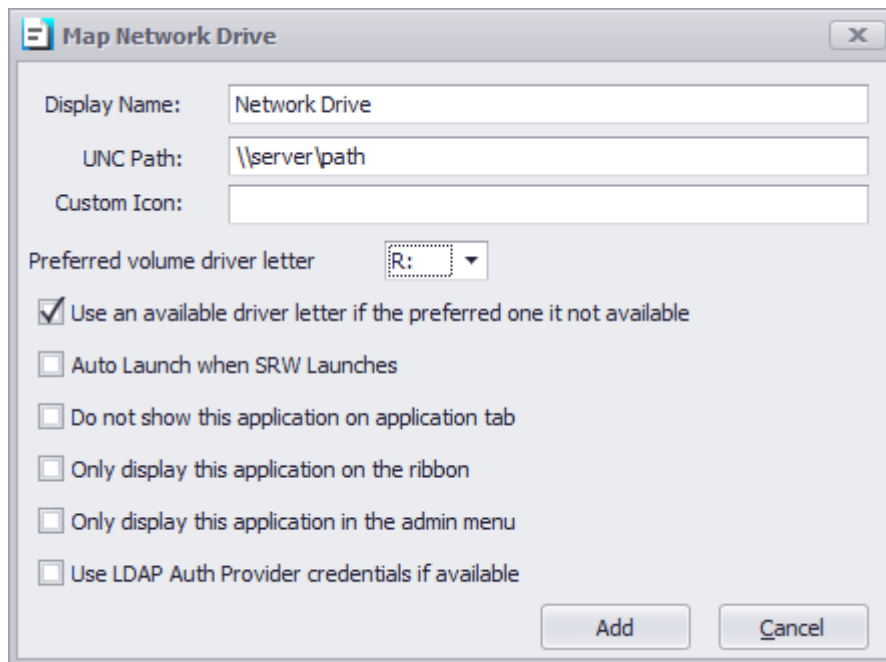 Map Network Drive
Display Name: Network Drive
UNC Path: \\server\path
Custom Icon:
Preferred volume driver letter R:
Use an available driver letter if the preferred one it not available
Auto Launch when SRW Launches
Do not show this application on application tab
Only display this application on the ribbon
Only display this application in the admin menu
Use LDAP Auth Provider credentials if available
Add Cancel